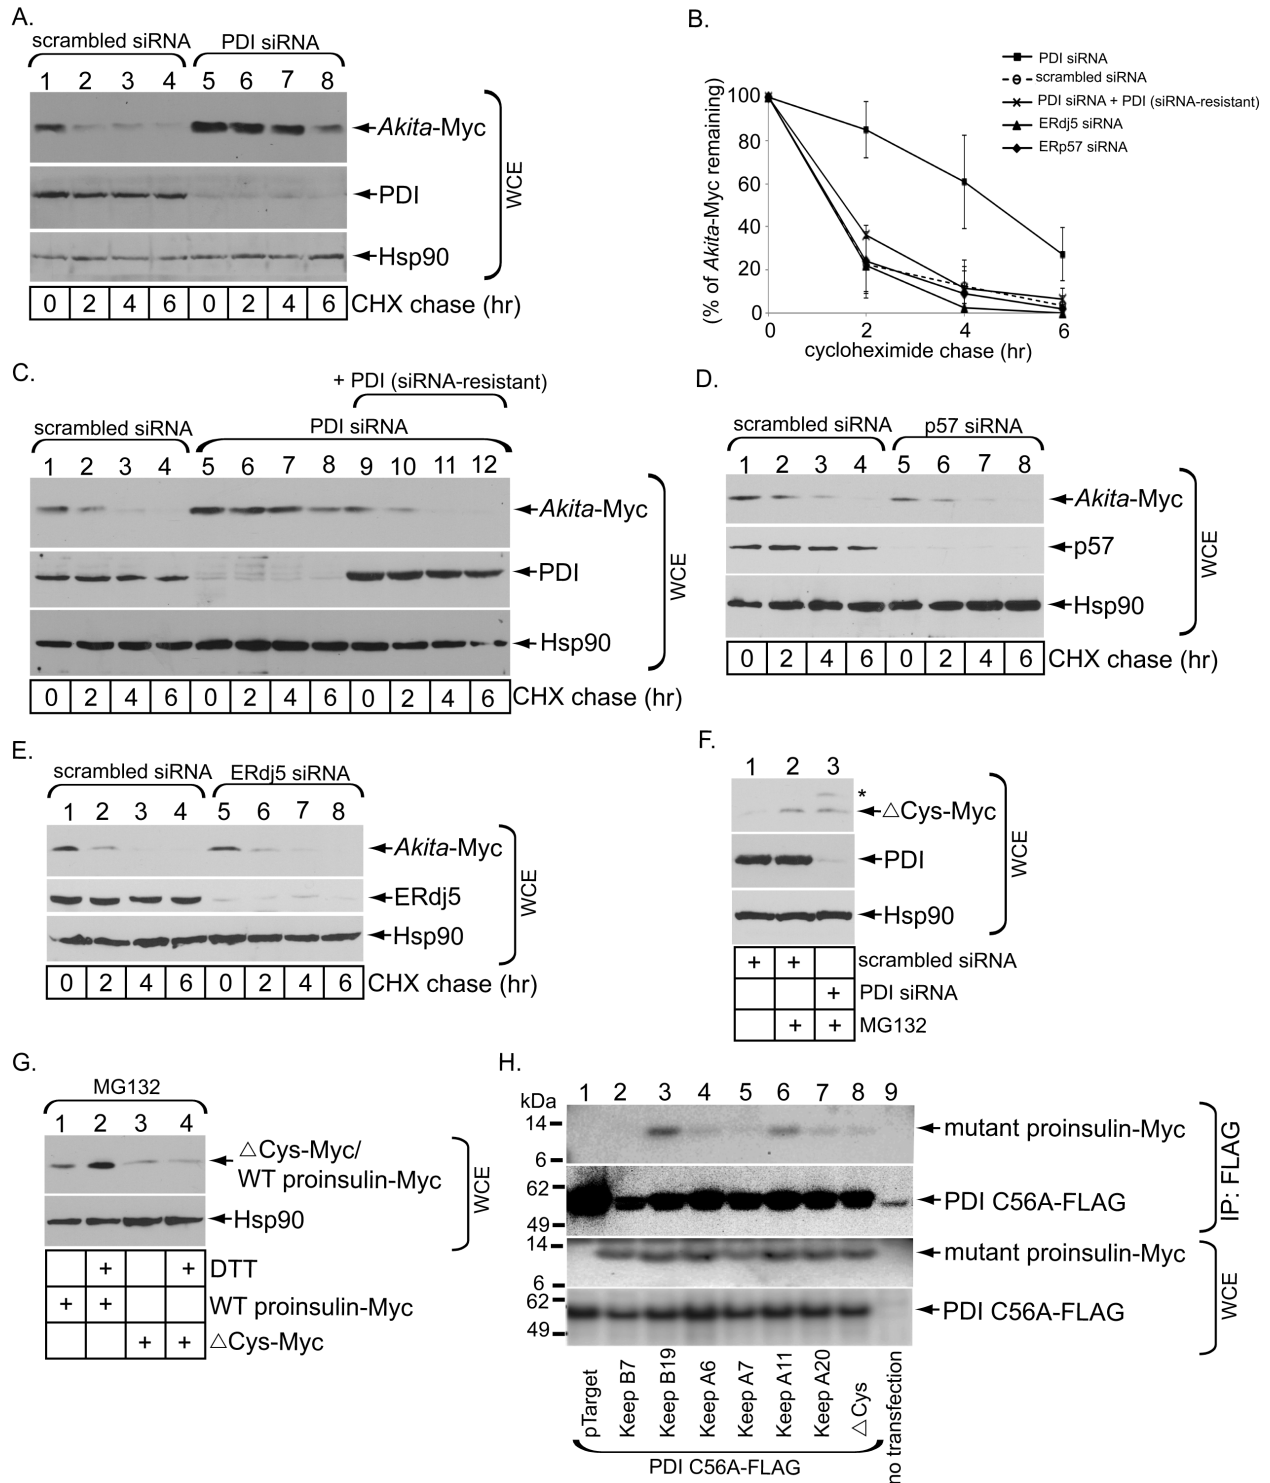 A.
scrambled siRNA PDI siRNA
1 2 3 4 5 6 7 8
Akita-Myc
PDI
Hsp90
WCE
0 2 4 6 0 2 4 6 CHX chase (hr)
B.
PDI siRNA
scrambled siRNA
PDI siRNA + PDI (siRNA-resistant)
ERdj5 siRNA
ERp57 siRNA
(% of Akita-Myc remaining)
100
80
60
40
20
0
0 2 4 6
cycloheximide chase (hr)
C.
+ PDI (siRNA-resistant)
scrambled siRNA PDI siRNA
1 2 3 4 5 6 7 8 9 10 11 12
Akita-Myc
PDI
Hsp90
WCE
0 2 4 6 0 2 4 6 0 2 4 6 CHX chase (hr)
D.
scrambled siRNA p57 siRNA
1 2 3 4 5 6 7 8
Akita-Myc
p57
Hsp90
WCE
0 2 4 6 0 2 4 6 CHX chase (hr)
E.
scrambled siRNA ERdj5 siRNA
1 2 3 4 5 6 7 8
Akita-Myc
ERdj5
Hsp90
WCE
0 2 4 6 0 2 4 6 CHX chase (hr)
F.
1 2 3
*
△Cys-Myc
PDI
Hsp90
WCE
+ + scrambled siRNA
+ PDI siRNA
+ + MG132
G.
MG132
1 2 3 4
△Cys-Myc/
WT proinsulin-Myc
Hsp90
WCE
+ + DTT
+ + WT proinsulin-Myc
+ + △Cys-Myc
H.
1 2 3 4 5 6 7 8 9
kDa
14
6
mutant proinsulin-Myc
62
49
PDI C56A-FLAG
IP: FLAG
14
6
mutant proinsulin-Myc
62
49
PDI C56A-FLAG
WCE
pTarget
Keep B7
Keep B19
Keep A6
Keep A7
Keep A11
Keep A20
△Cys
no transfection
PDI C56A-FLAG